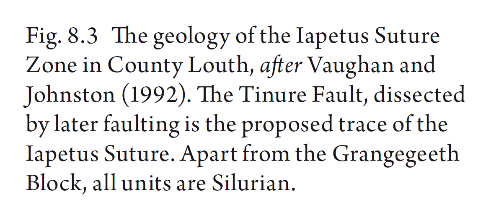 Fig. 8.3 The geology of the Iapetus Suture
Zone in County Louth, after Vaughan and
Johnston (1992). The Tinure Fault, dissected
by later faulting is the proposed trace of the
Iapetus Suture. Apart from the Grangegeeth
Block, all units are Silurian.